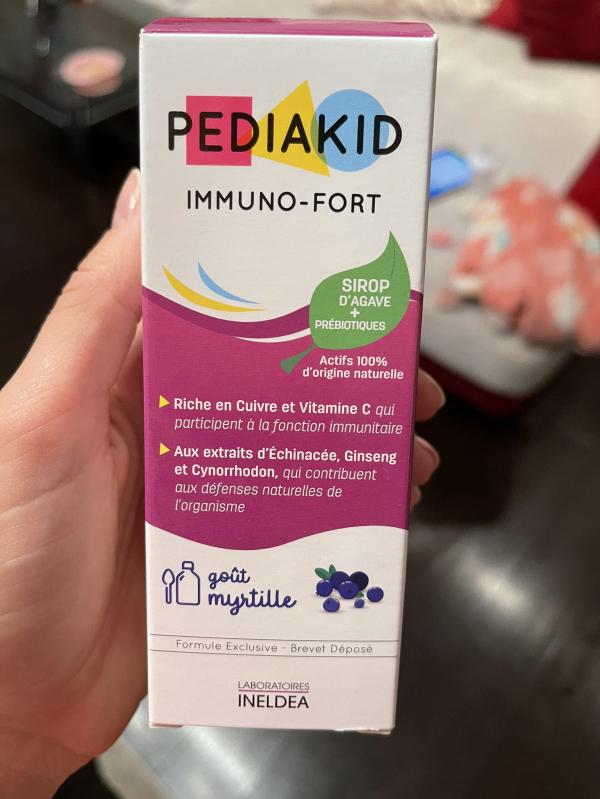 PEDIAKID
IMMUNO-FORT
SIROP
D'AGAVE
+
PRÉBIOTIQUES
Actifs 100%
d'origine naturelle
Riche en Cuivre et Vitamine C qui
participent à la fonction immunitaire
Aux extraits d'Échinacée, Ginseng
et Cynorrhodon, qui contribuent
aux défenses naturelles de
l'organisme
goût
myrtille
Formule Exclusive - Brevet Déposé
LABORATOIRES
INELDEA